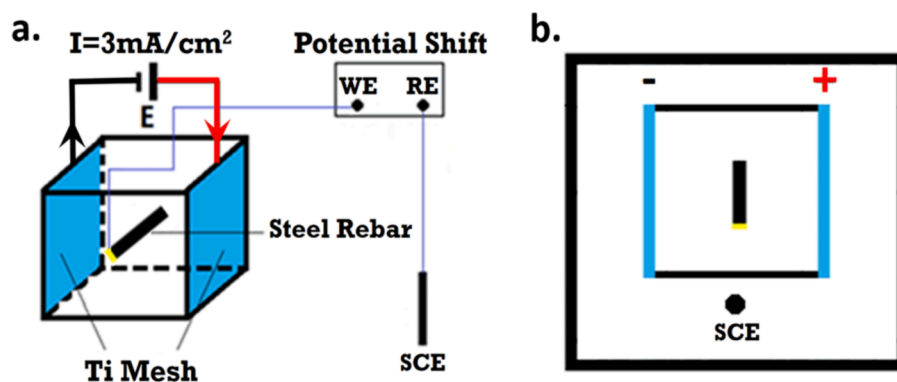 a.
I=3mA/cm²
E
Potential Shift
WE RE
Steel Rebar
Ti Mesh
SCE
b.
- +
SCE